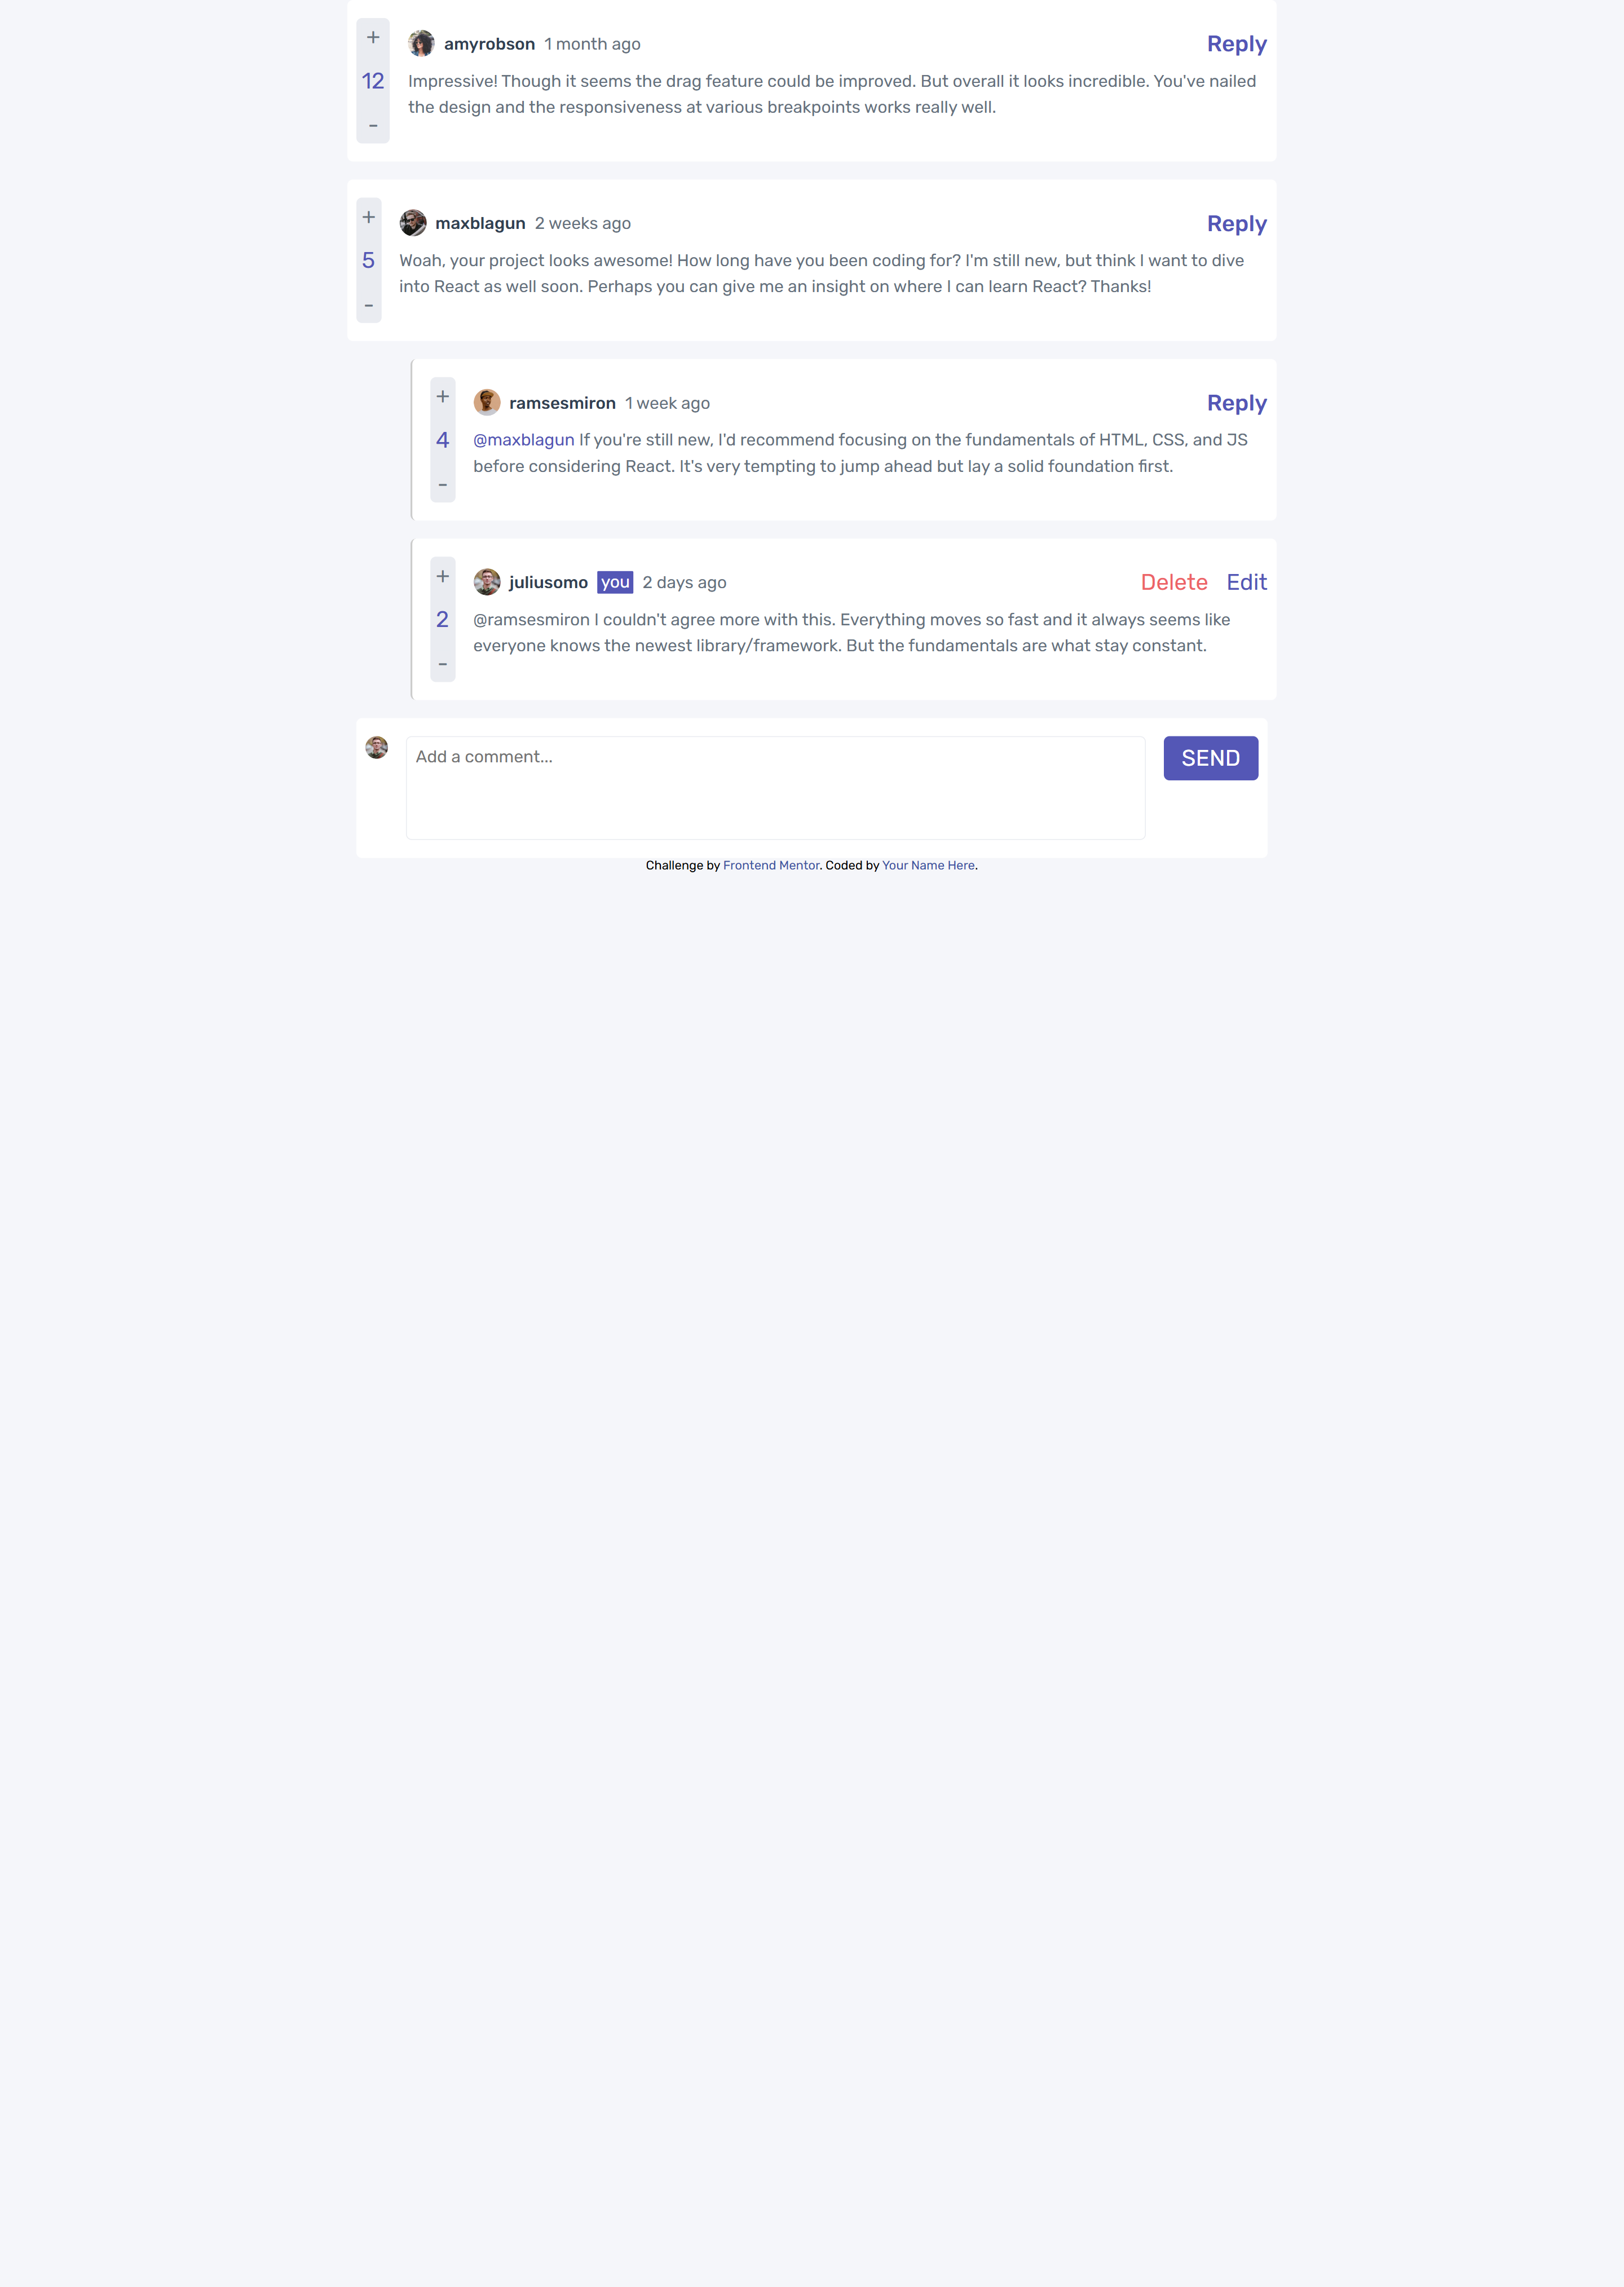 +
12
-
amyrobson 1 month ago
Reply
Impressive! Though it seems the drag feature could be improved. But overall it looks incredible. You've nailed
the design and the responsiveness at various breakpoints works really well.
+
5
-
maxblagun 2 weeks ago
Reply
Woah, your project looks awesome! How long have you been coding for? I'm still new, but think I want to dive
into React as well soon. Perhaps you can give me an insight on where I can learn React? Thanks!
+
4
-
ramsesmiron 1 week ago
Reply
@maxblagun If you're still new, I'd recommend focusing on the fundamentals of HTML, CSS, and JS
before considering React. It's very tempting to jump ahead but lay a solid foundation first.
+
2
-
juliusomo you 2 days ago
Delete Edit
@ramsesmiron I couldn't agree more with this. Everything moves so fast and it always seems like
everyone knows the newest library/framework. But the fundamentals are what stay constant.
Add a comment...
SEND
Challenge by Frontend Mentor. Coded by Your Name Here.